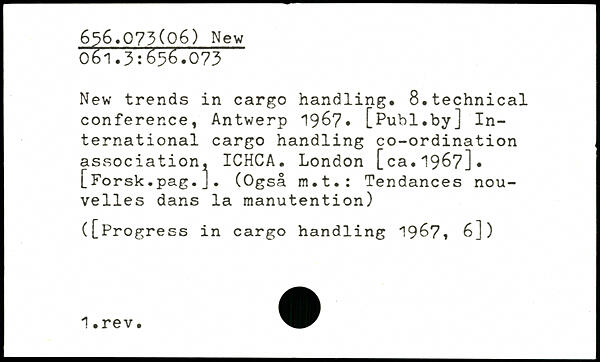 656.073(06) New
061.3:656.073
New trends in cargo handling. 8.technical
conference, Antwerp 1967. [Publ.by] In-
ternational cargo handling co-ordination
association, ICHCA. London [ca.1967].
[Forsk.pag.]. (Også m.t.: Tendances nou-
velles dans la manutention)
([Progress in cargo handling 1967, 6])
1.rev.